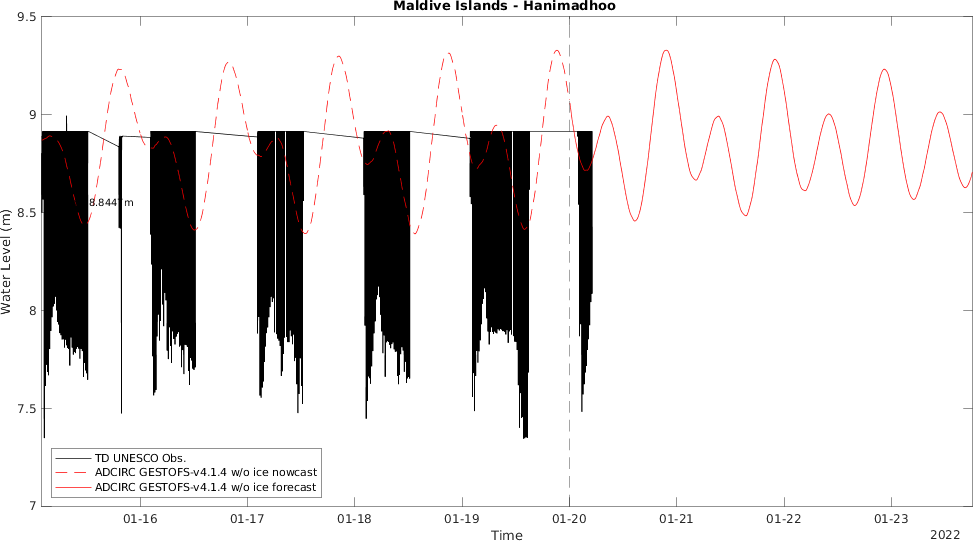 Maldive Islands - Hanimadhoo
Water Level (m)
9.5
9
8.5
8
7.5
7
8.8447m
TD UNESCO Obs.
ADCIRC GESTOFS-v4.1.4 w/o ice nowcast
ADCIRC GESTOFS-v4.1.4 w/o ice forecast
01-16
01-17
01-18
01-19
01-20
01-21
01-22
01-23
Time
2022